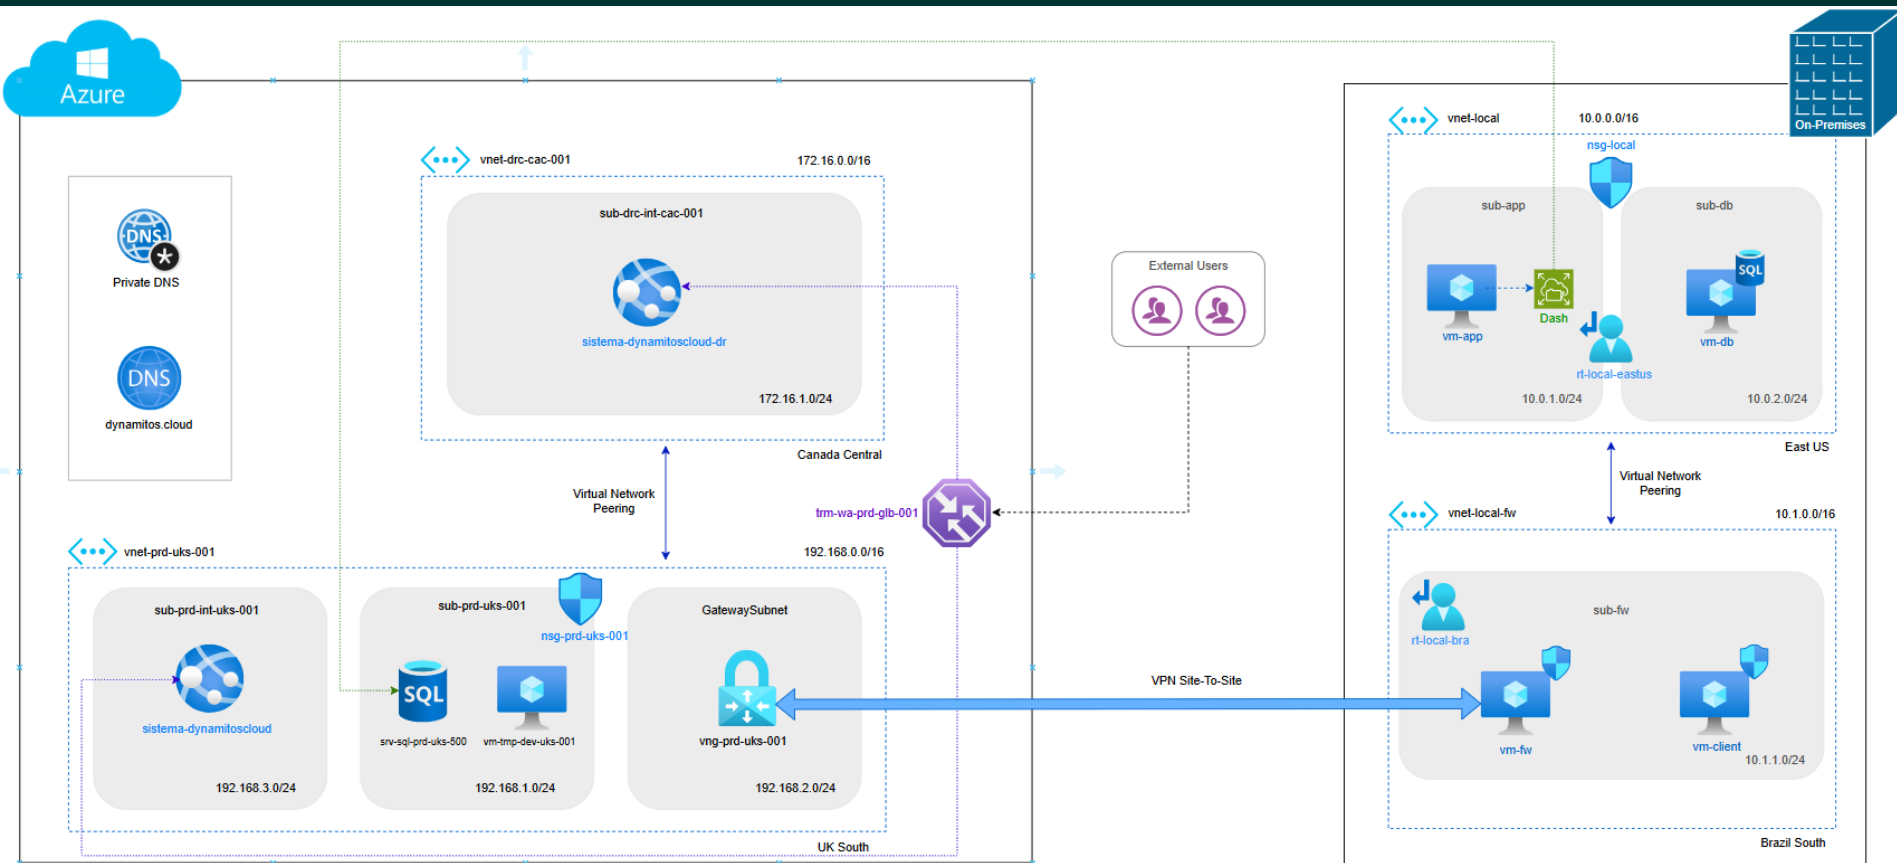 Azure
On-Premises
Private DNS
DNS
DNS
dynamitos.cloud
vnet-drc-cac-001
172.16.0.0/16
sub-drc-int-cac-001
sistema-dynamitoscloud-dr
172.16.1.0/24
Canada Central
Virtual Network
Peering
trm-wa-prd-glb-001
External Users
vnet-prd-uks-001
192.168.0.0/16
sub-prd-int-uks-001
sistema-dynamitoscloud
192.168.3.0/24
sub-prd-uks-001
nsg-prd-uks-001
SQL
srv-sql-prd-uks-500
vm-tmp-dev-uks-001
192.168.1.0/24
GatewaySubnet
vng-prd-uks-001
192.168.2.0/24
UK South
VPN Site-To-Site
vnet-local
10.0.0.0/16
nsg-local
sub-app
vm-app
Dash
rt-local-eastus
10.0.1.0/24
sub-db
SQL
vm-db
10.0.2.0/24
East US
Virtual Network
Peering
vnet-local-fw
10.1.0.0/16
sub-fw
rt-local-bra
vm-fw
vm-client
10.1.1.0/24
Brazil South